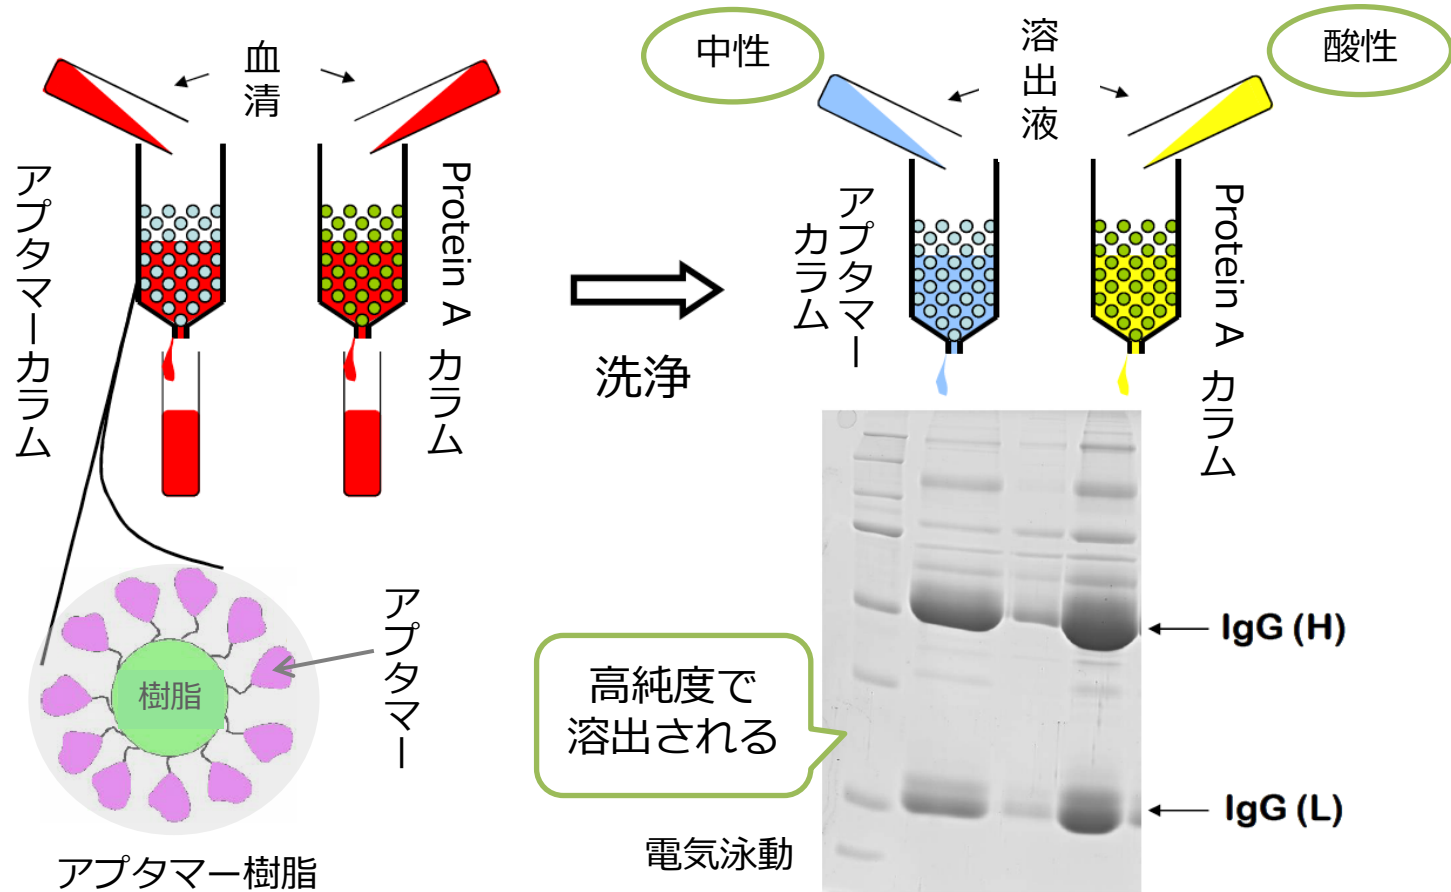 血清
アプタマーカラム
Protein A カラム
洗浄
中性
溶出液
酸性
アプタマー
カラム
Protein A カラム
樹脂
アプタマー
アプタマー樹脂
高純度で
溶出される
電気泳動
IgG (H)
IgG (L)